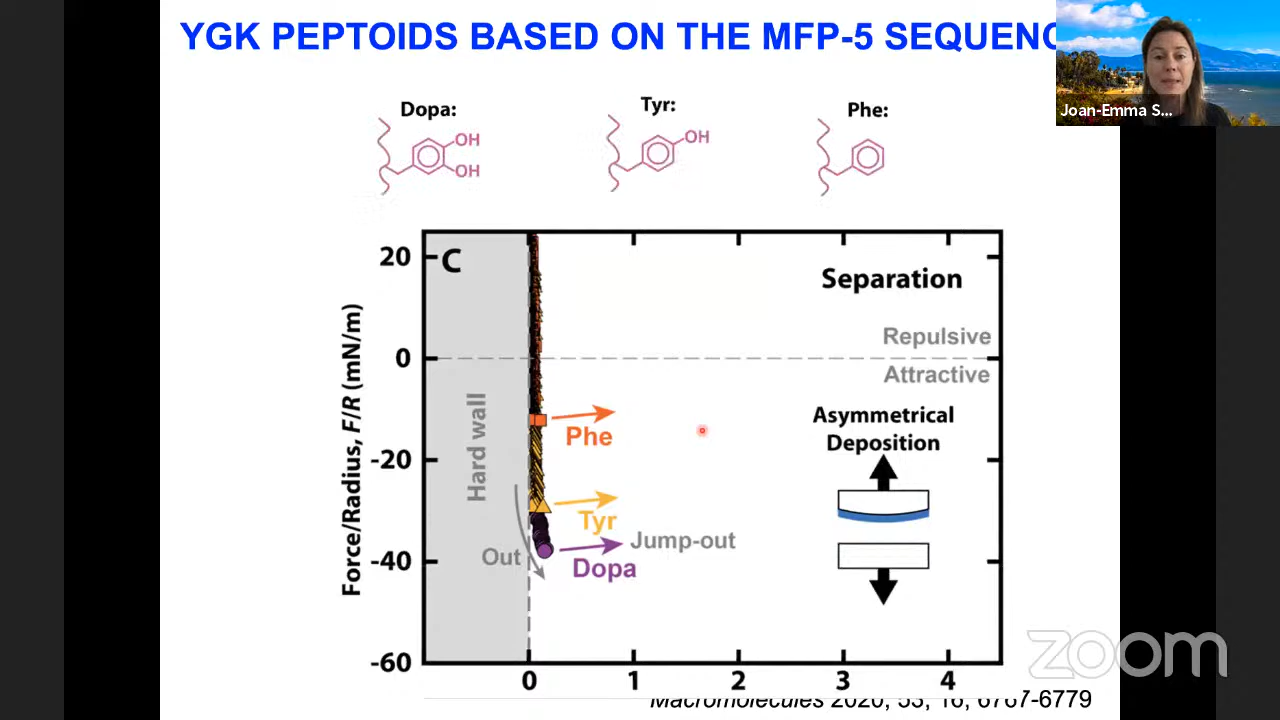 YGK PEPTOIDS BASED ON THE MFP-5 SEQUENC
Joan-Emma S...
Dopa:
Tyr:
Phe:
OH
OH
OH
C
Separation
Repulsive
Attractive
Asymmetrical
Deposition
Hard wall
Phe
Tyr
Jump-out
Out
Dopa
Force/Radius, F/R (mN/m)
20
0
-20
-40
-60
0 1 2 3 4
zoom
Macromolecules 2020, 53, 16, 6767-6779